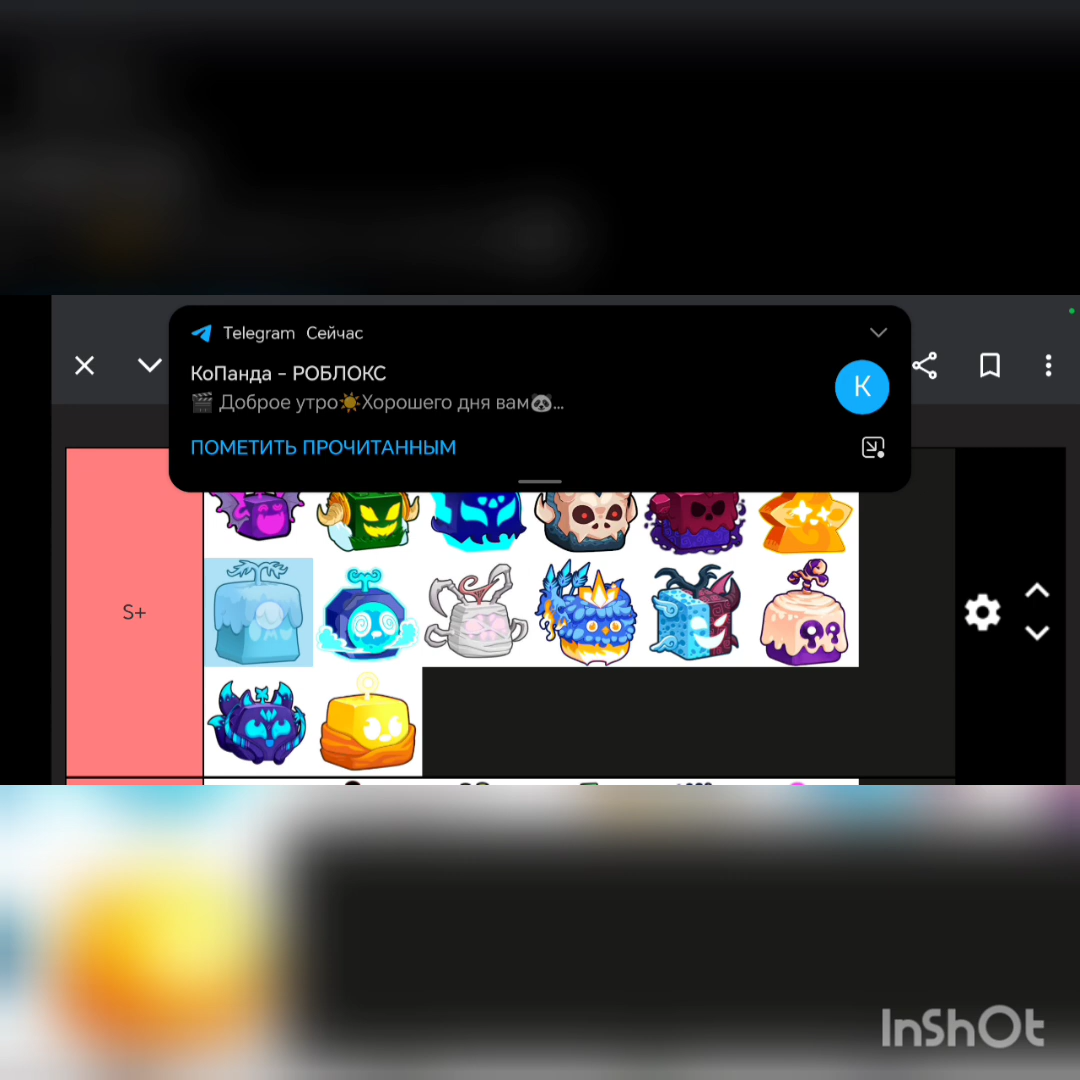 Telegram Сейчас
КоПанда - РОБЛОКС
🎬 Доброе утро☀️Хорошего дня вам🐼...
К
ПОМЕТИТЬ ПРОЧИТАННЫМ
S+
InShOt